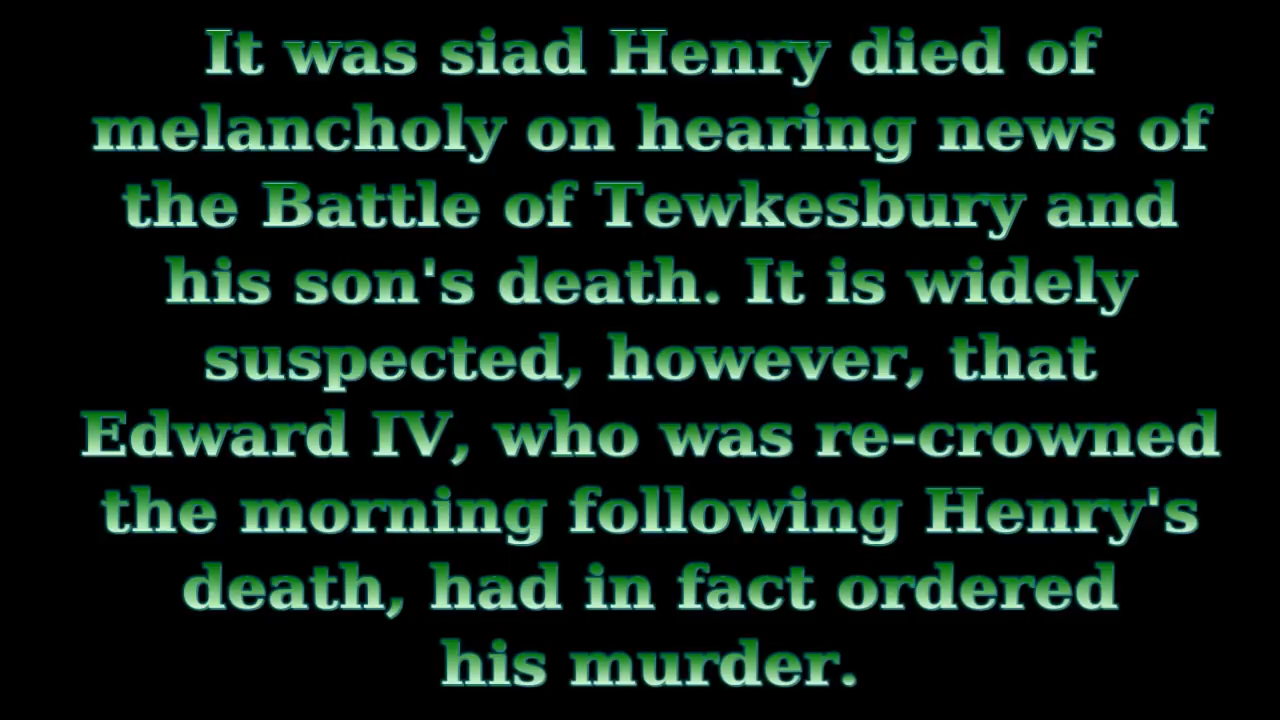 It was siad Henry died of
melancholy on hearing news of
the Battle of Tewkesbury and
his son's death. It is widely
suspected, however, that
Edward IV, who was re-crowned
the morning following Henry's
death, had in fact ordered
his murder.